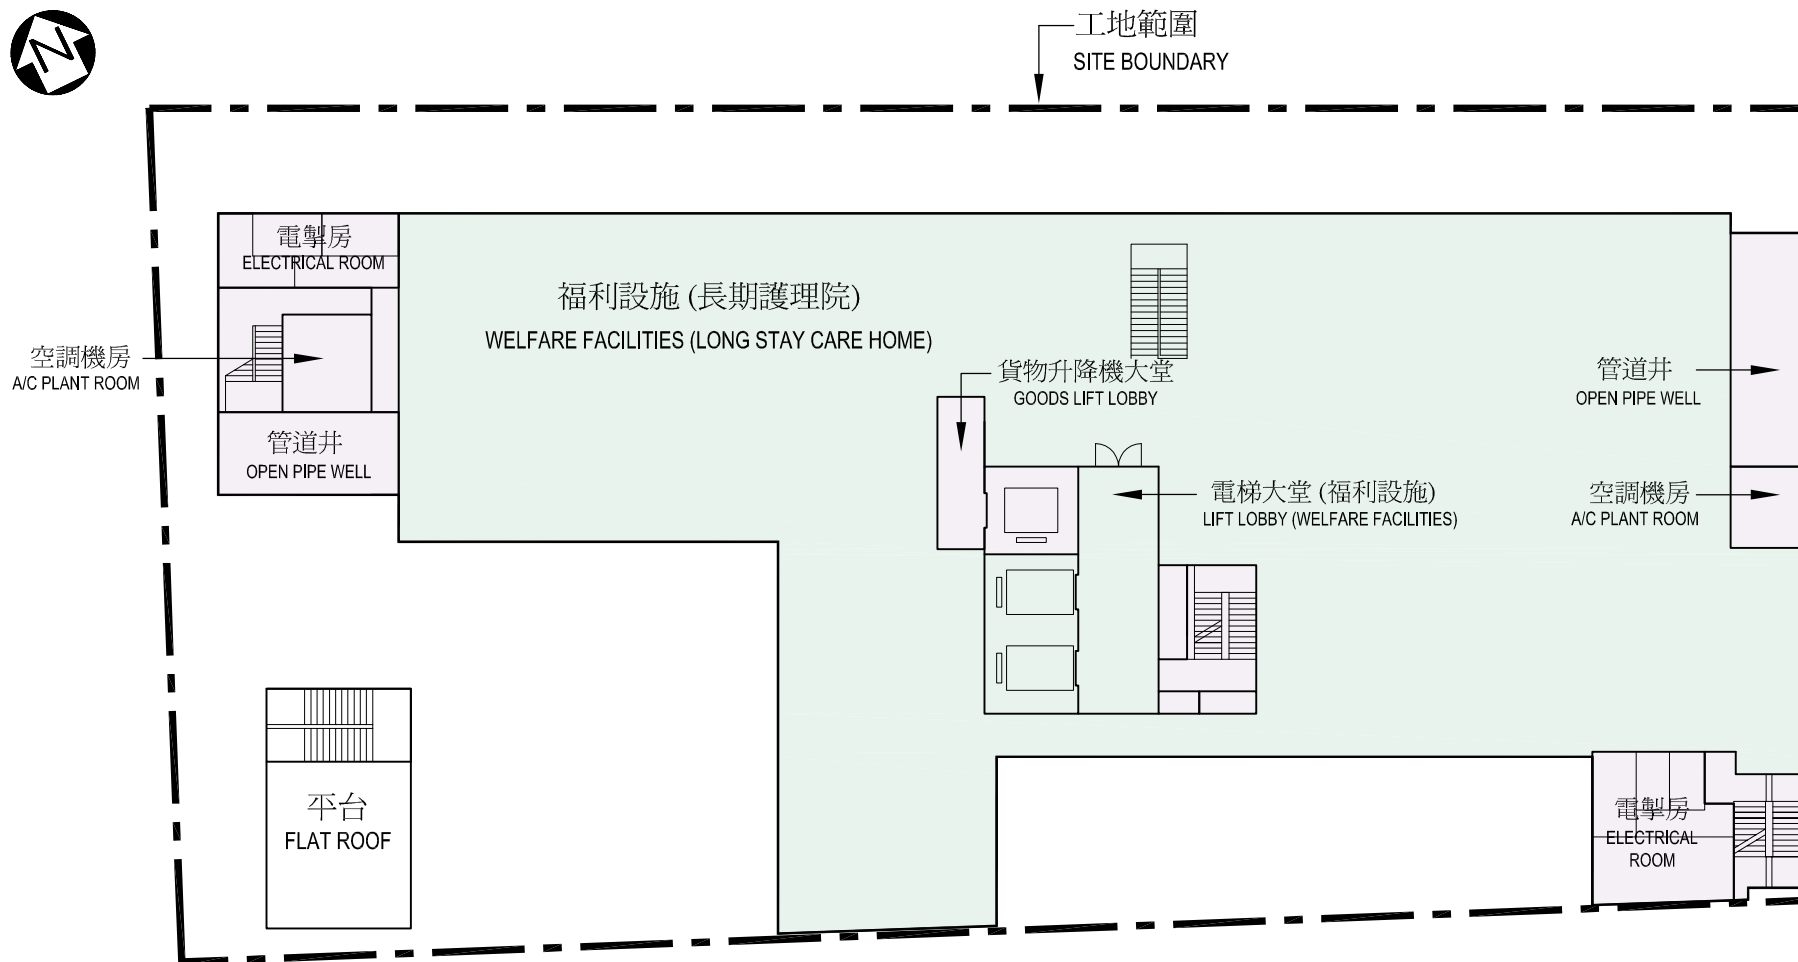 N
工地範圍
SITE BOUNDARY
電掣房
ELECTRICAL ROOM
福利設施 (長期護理院)
WELFARE FACILITIES (LONG STAY CARE HOME)
空調機房
A/C PLANT ROOM
貨物升降機大堂
GOODS LIFT LOBBY
管道井
OPEN PIPE WELL
管道井
OPEN PIPE WELL
電梯大堂 (福利設施)
LIFT LOBBY (WELFARE FACILITIES)
空調機房
A/C PLANT ROOM
平台
FLAT ROOF
電掣房
ELECTRICAL
ROOM